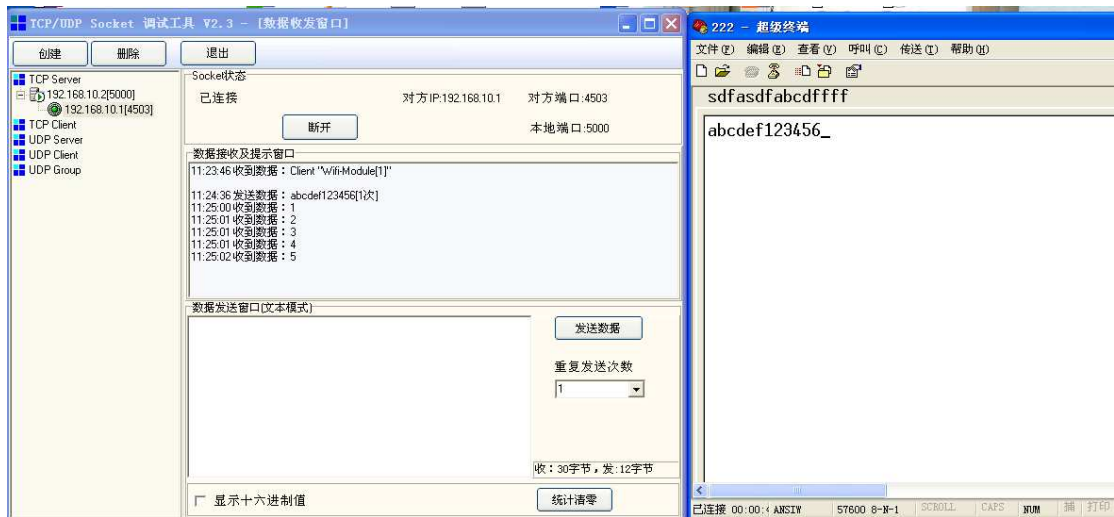 TCP/UDP Socket 调试工具 V2.3 - [数据收发窗口]
创建 删除 退出
TCP Server
192.168.10.2[5000]
192.168.10.1[4503]
TCP Client
UDP Server
UDP Client
UDP Group
Socket状态
已连接 对方IP:192.168.10.1 对方端口:4503
断开 本地端口:5000
数据接收及提示窗口
11:23:46 收到数据：Client "Wifi-Module[1]"
11:24:36 发送数据：abcdef123456[1次]
11:25:00 收到数据：1
11:25:01 收到数据：2
11:25:01 收到数据：3
11:25:01 收到数据：4
11:25:02 收到数据：5
数据发送窗口(文本模式)
发送数据
重复发送次数
1
收：30字节，发:12字节
显示十六进制值 统计清零
222 - 超级终端
文件(F) 编辑(E) 查看(V) 呼叫(C) 传送(T) 帮助(H)
sdfasdfabcdffff
abcdef123456_
已连接 00:00: ANSIW 57600 8-N-1 SCROLL CAPS NUM 捕 打印